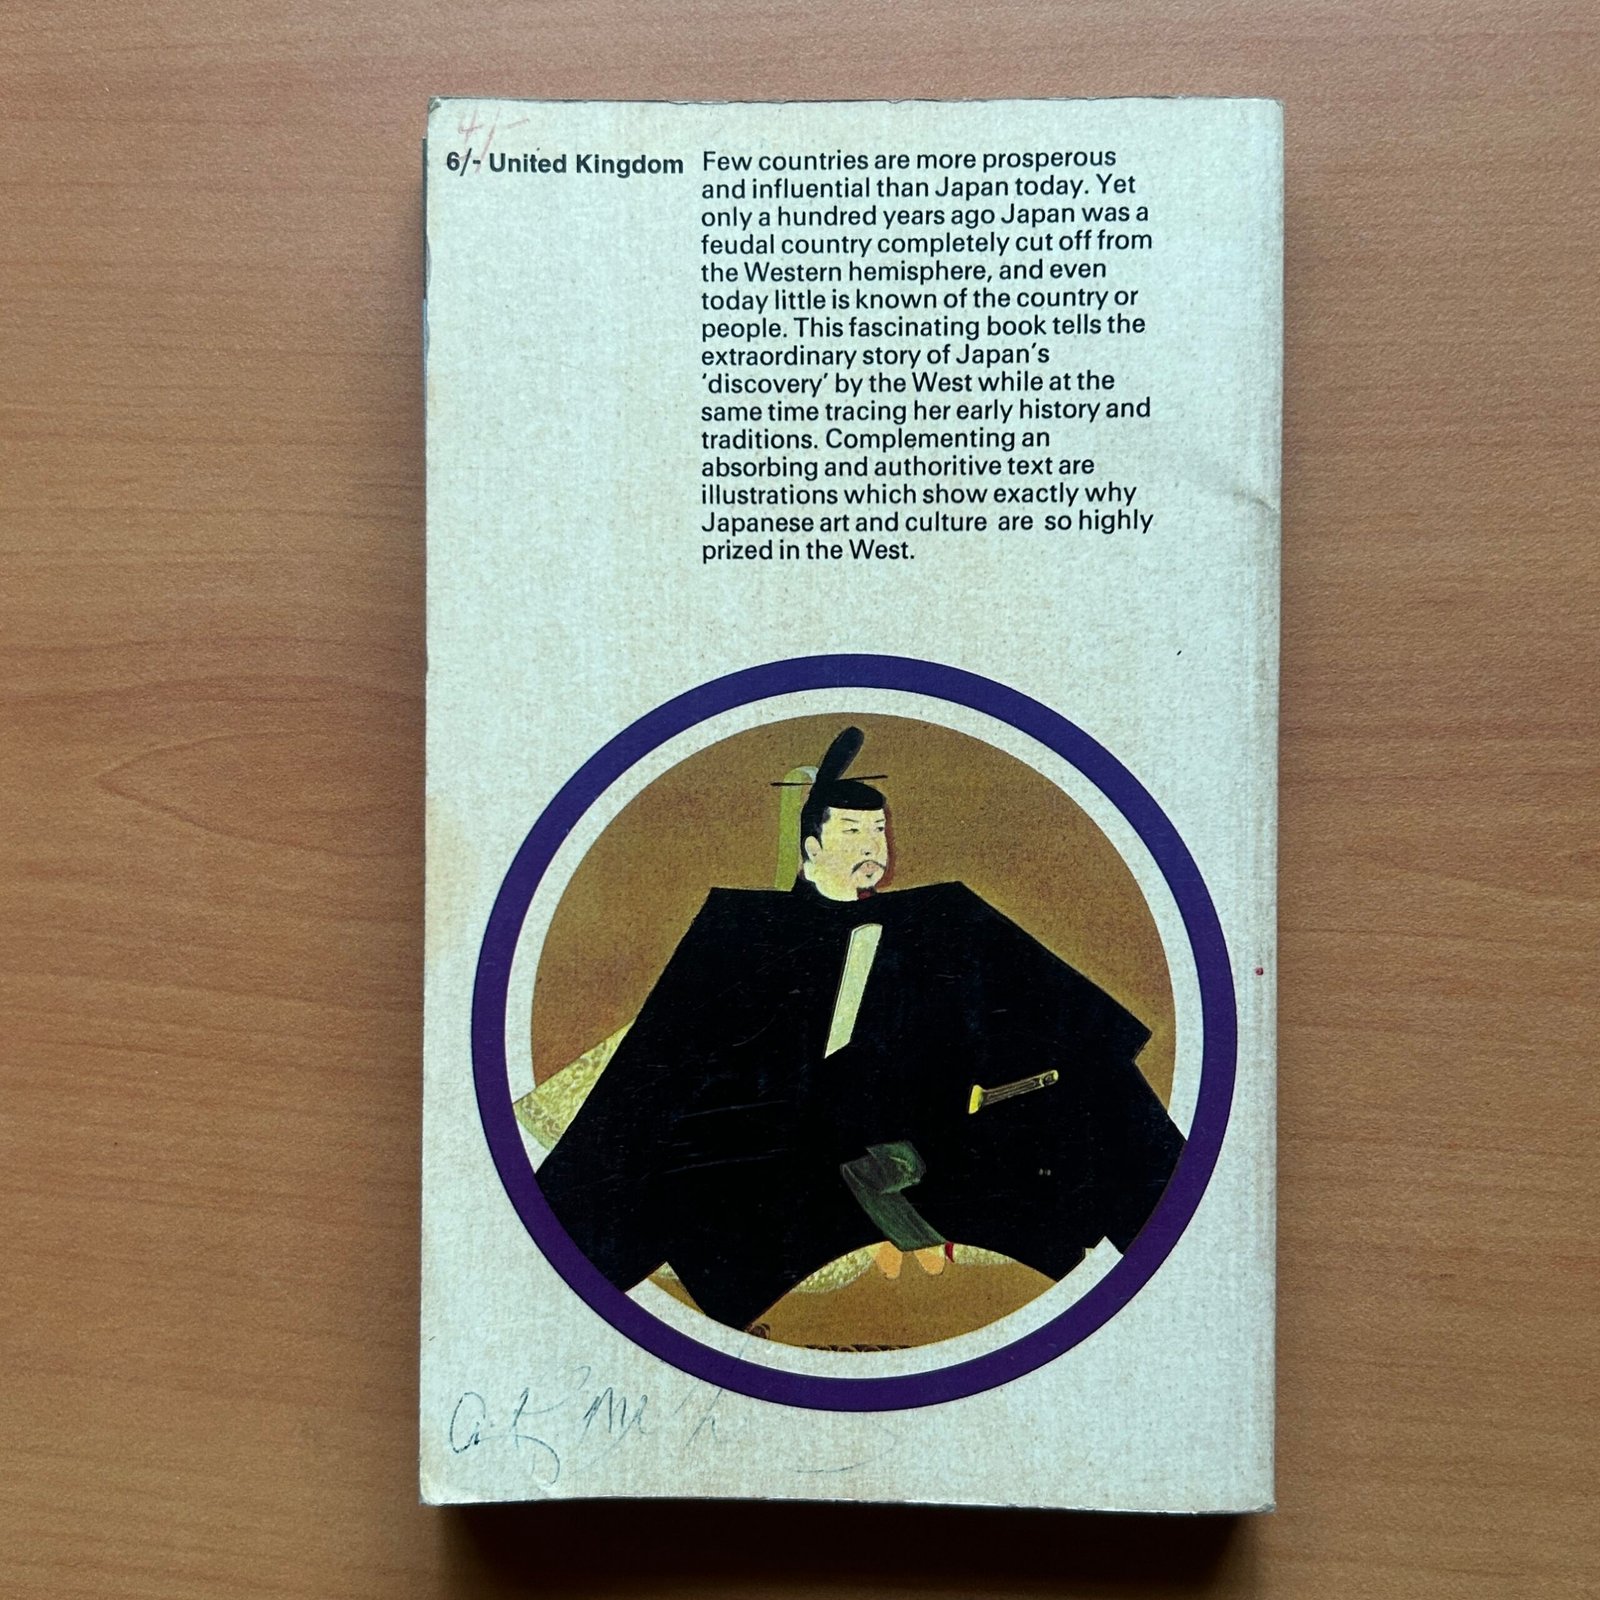 4/-
6/- United Kingdom
Few countries are more prosperous
and influential than Japan today. Yet
only a hundred years ago Japan was a
feudal country completely cut off from
the Western hemisphere, and even
today little is known of the country or
people. This fascinating book tells the
extraordinary story of Japan's
'discovery' by the West while at the
same time tracing her early history and
traditions. Complementing an
absorbing and authoritive text are
illustrations which show exactly why
Japanese art and culture are so highly
prized in the West.